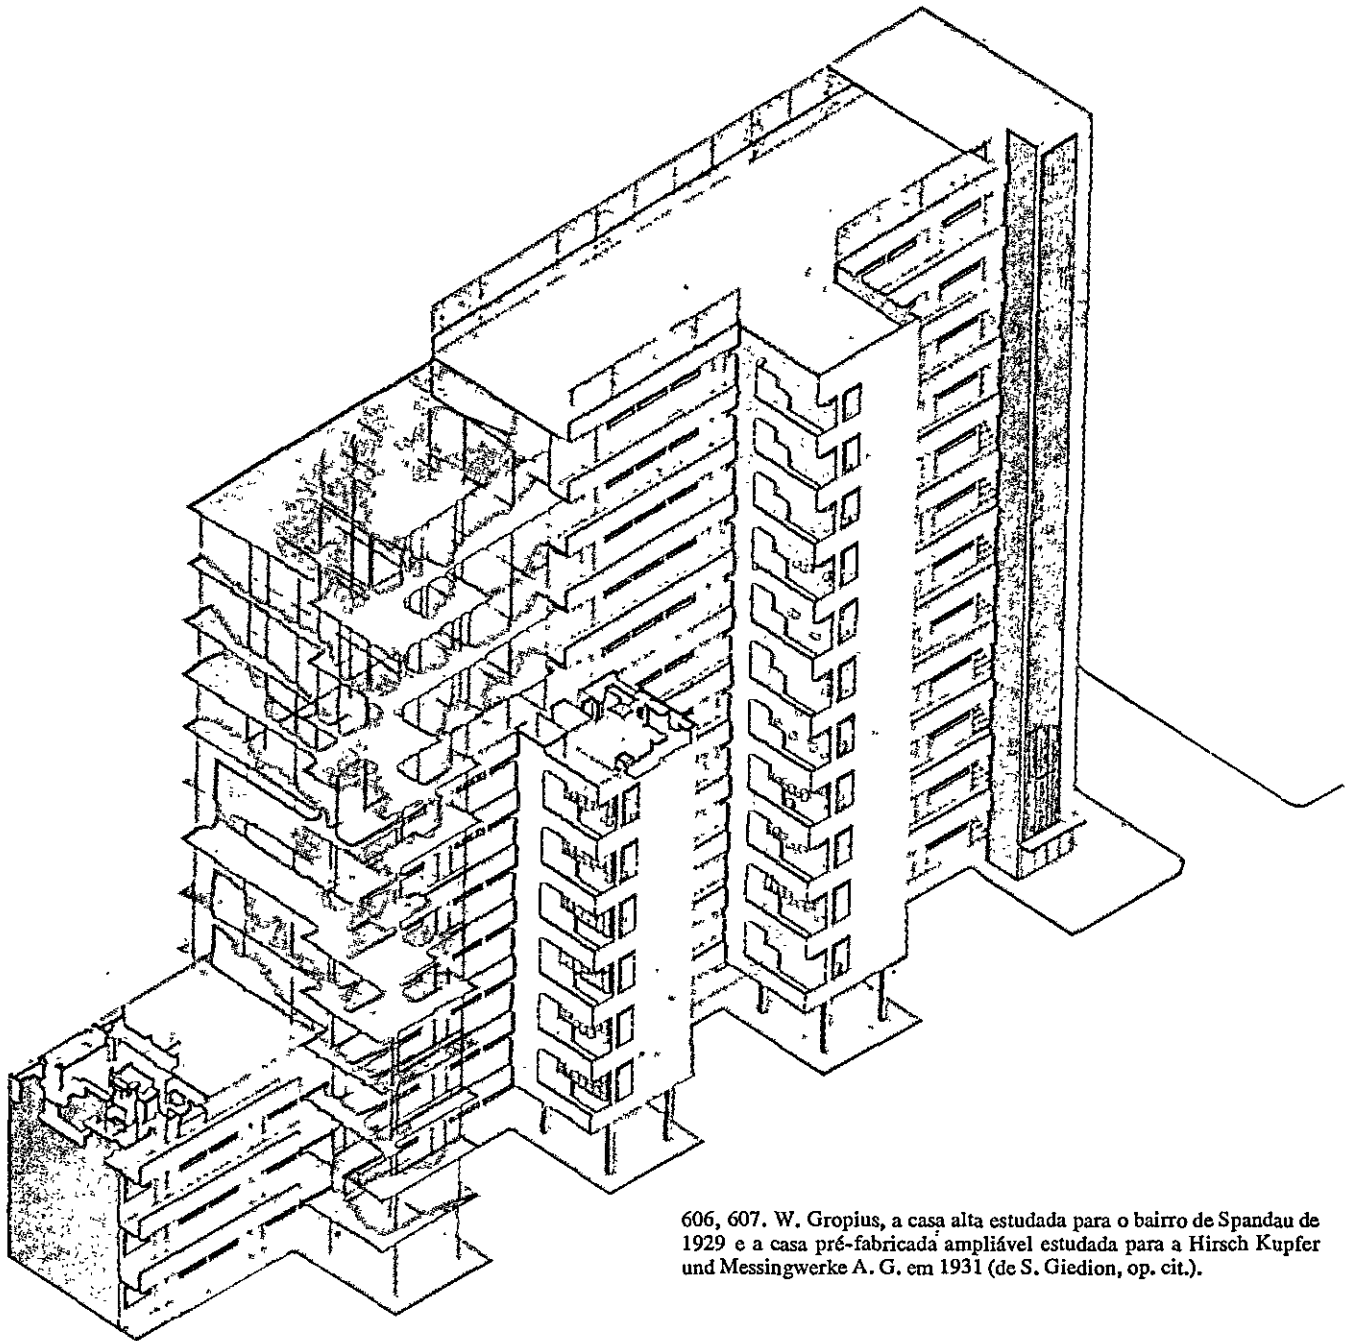 606, 607. W. Gropius, a casa alta estudada para o bairro de Spandau de
1929 e a casa pré-fabricada ampliável estudada para a Hirsch Kupfer
und Messingwerke A. G. em 1931 (de S. Giedion, op. cit.).